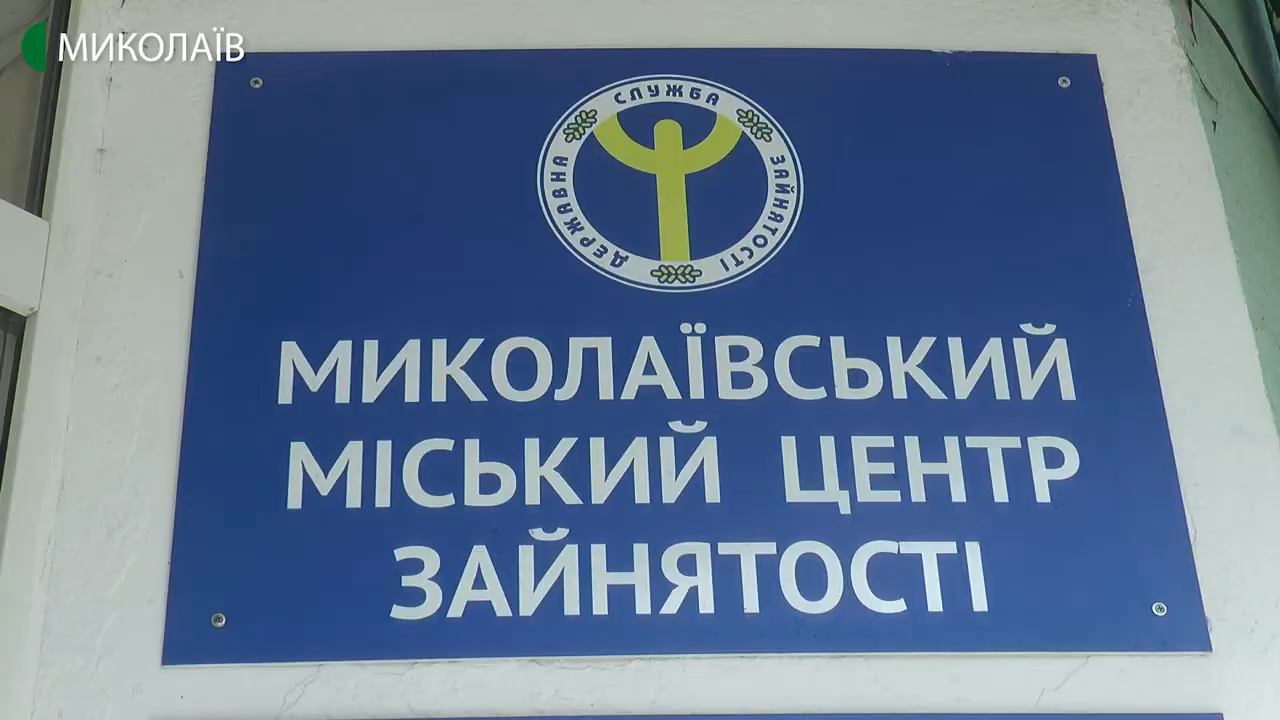 МИКОЛАЇВ
ДЕРЖАВНА СЛУЖБА ЗАЙНЯТОСТІ
МИКОЛАЇВСЬКИЙ
МІСЬКИЙ ЦЕНТР
ЗАЙНЯТОСТІ